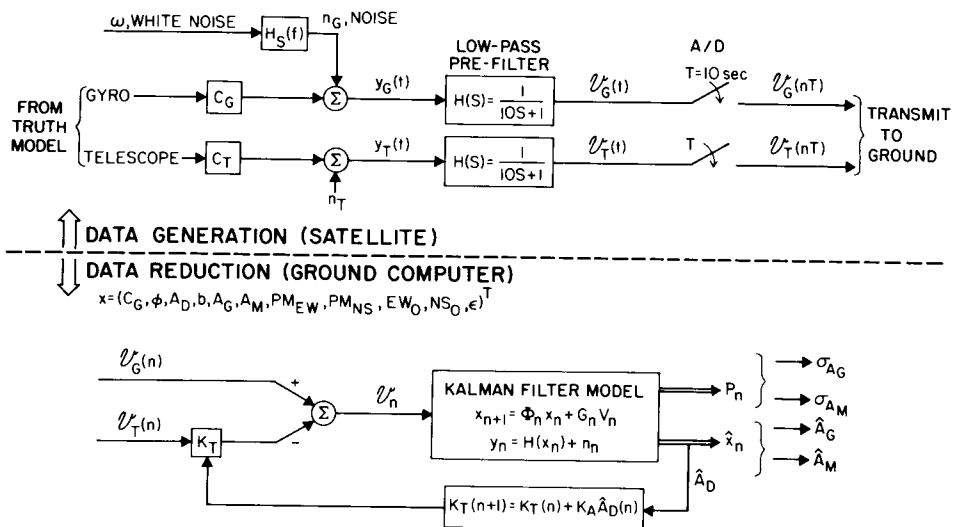 ω, WHITE NOISE
H_S(f)
n_G, NOISE
LOW-PASS
PRE-FILTER
A/D
T=10 sec
FROM
TRUTH
MODEL
GYRO
C_G
Σ
y_G(t)
H(S) = 1/(10S+1)
𝒱_G(t)
𝒱_G(nT)
TELESCOPE
C_T
Σ
y_T(t)
H(S) = 1/(10S+1)
𝒱_T(t)
T
𝒱_T(nT)
TRANSMIT
TO
GROUND
n_T
DATA GENERATION (SATELLITE)
DATA REDUCTION (GROUND COMPUTER)
x=(C_G, ϕ, A_D, b, A_G, A_M, PM_EW, PM_NS, EW_O, NS_O, ϵ)^T
𝒱_G(n)
+
Σ
−
𝒱_n
𝒱_T(n)
K_T
KALMAN FILTER MODEL
x_n+1 = Φ_n x_n + G_n V_n
y_n = H(x_n) + n_n
P_n
σ_AG
σ_AM
x̂_n
Â_G
Â_M
Â_D
K_T(n+1) = K_T(n) + K_A Â_D(n)